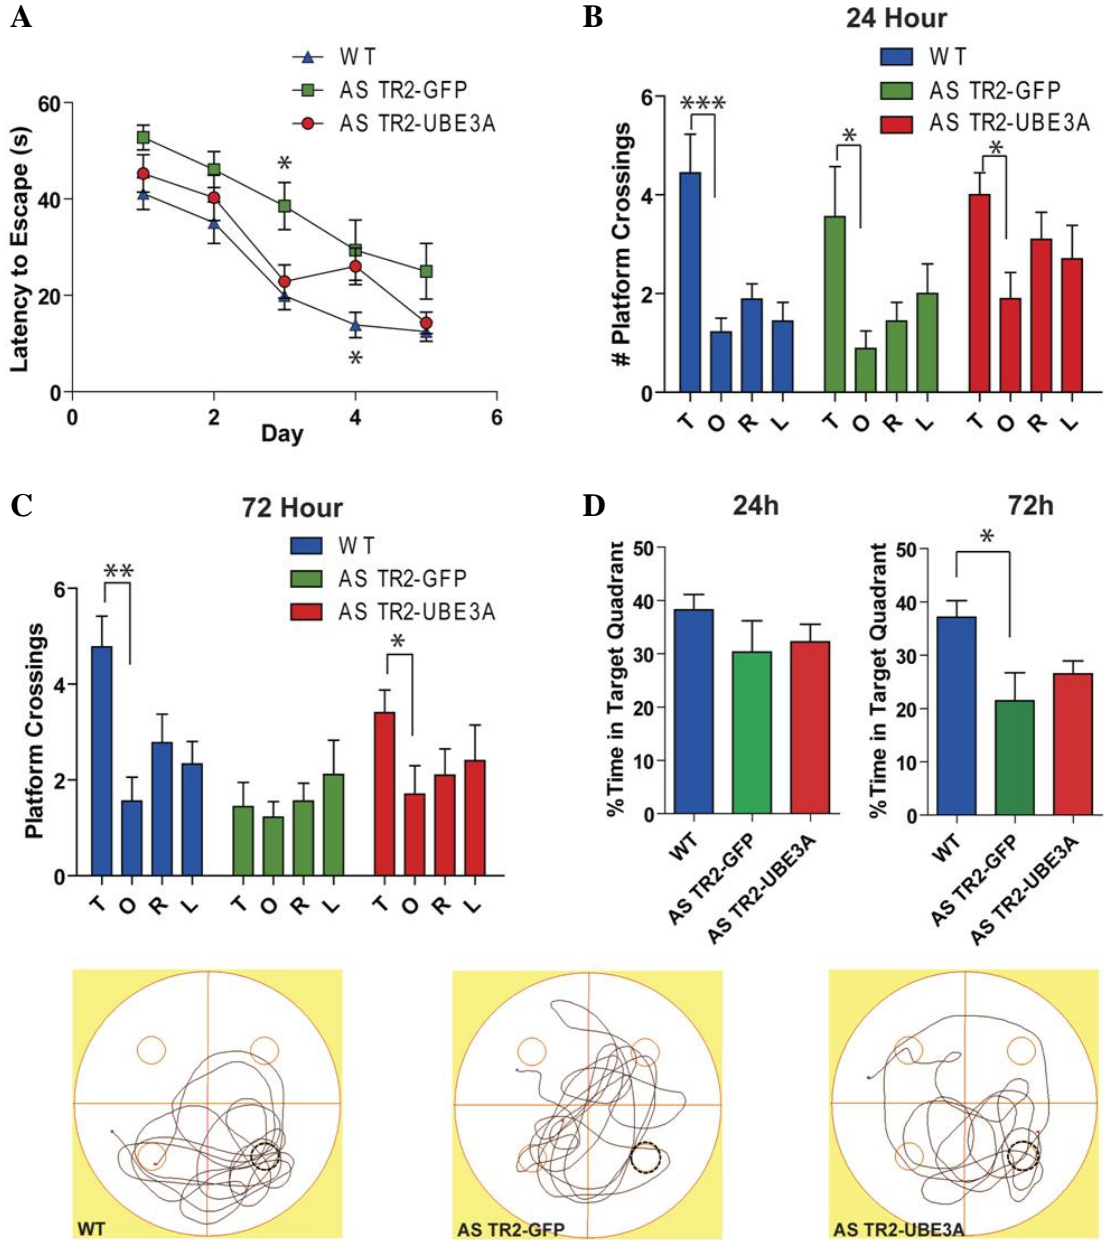 A
WT
AS TR2-GFP
AS TR2-UBE3A
Latency to Escape (s)
60
40
20
0
*
*
0
2
4
6
Day
B
24 Hour
WT
AS TR2-GFP
AS TR2-UBE3A
# Platform Crossings
6
4
2
0
***
*
*
T O R L
T O R L
T O R L
C
72 Hour
WT
AS TR2-GFP
AS TR2-UBE3A
Platform Crossings
6
4
2
0
**
*
T O R L
T O R L
T O R L
D
24h
%Time in Target Quadrant
50
40
30
20
10
0
WT
AS TR2-GFP
AS TR2-UBE3A
72h
%Time in Target Quadrant
50
40
30
20
10
0
*
WT
AS TR2-GFP
AS TR2-UBE3A
WT
AS TR2-GFP
AS TR2-UBE3A